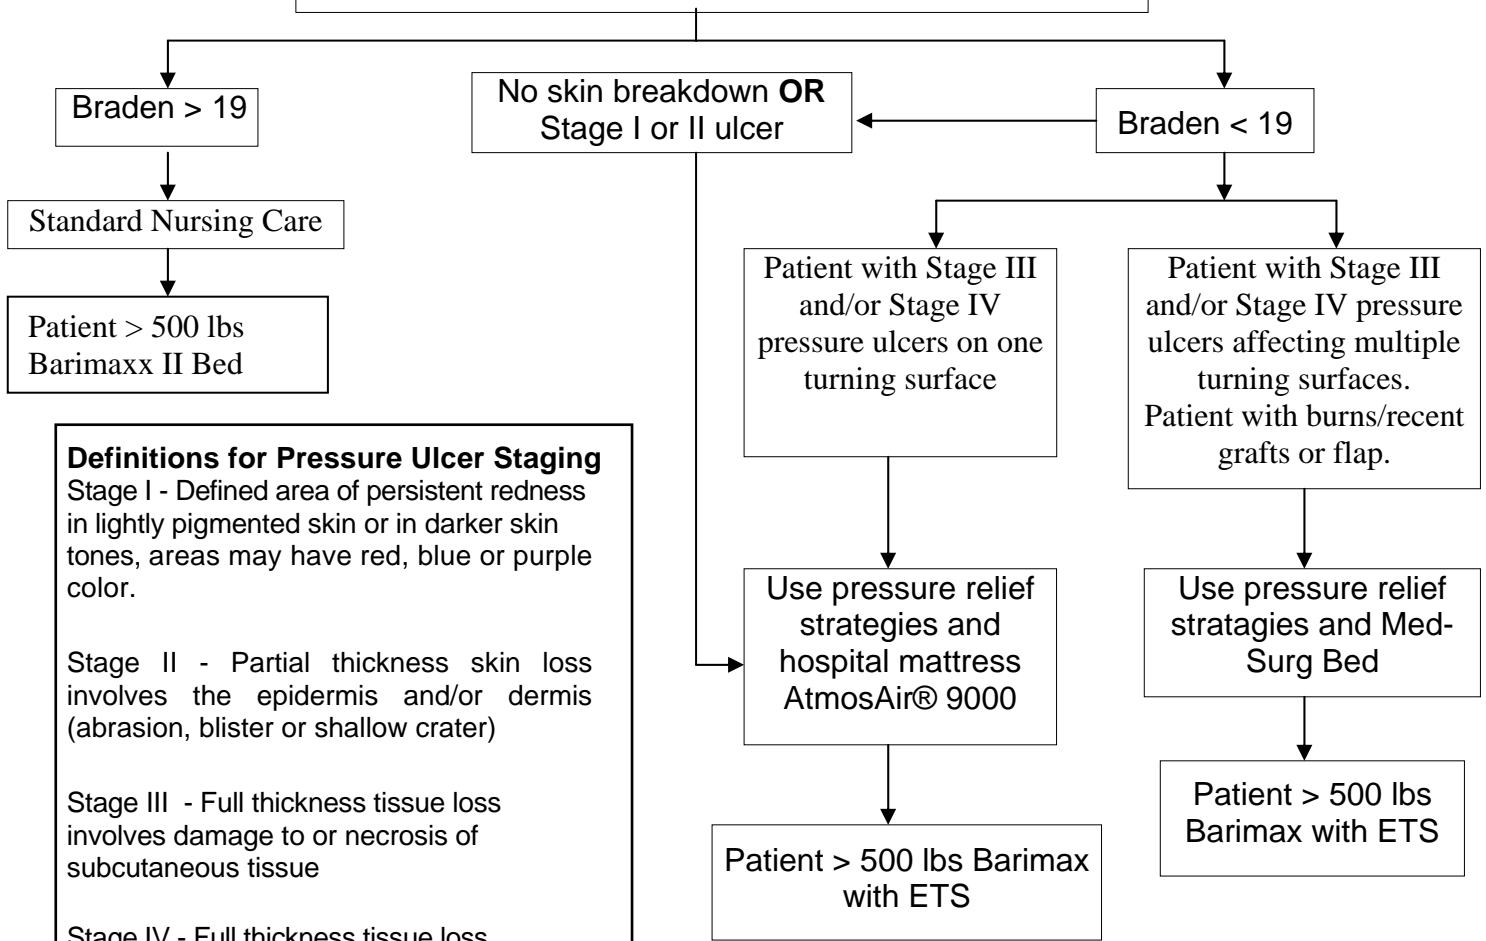 Braden > 19
No skin breakdown OR
Stage I or II ulcer
Braden < 19
Standard Nursing Care
Patient > 500 lbs
Barimaxx II Bed
Patient with Stage III
and/or Stage IV
pressure ulcers on one
turning surface
Patient with Stage III
and/or Stage IV pressure
ulcers affecting multiple
turning surfaces.
Patient with burns/recent
grafts or flap.
Definitions for Pressure Ulcer Staging
Stage I - Defined area of persistent redness
in lightly pigmented skin or in darker skin
tones, areas may have red, blue or purple
color.
Stage II - Partial thickness skin loss
involves the epidermis and/or dermis
(abrasion, blister or shallow crater)
Stage III - Full thickness tissue loss
involves damage to or necrosis of
subcutaneous tissue
Stage IV - Full thickness tissue loss
Use pressure relief
strategies and
hospital mattress
AtmosAir® 9000
Use pressure relief
stratagies and Med-
Surg Bed
Patient > 500 lbs Barimax
with ETS
Patient > 500 lbs
Barimax with ETS